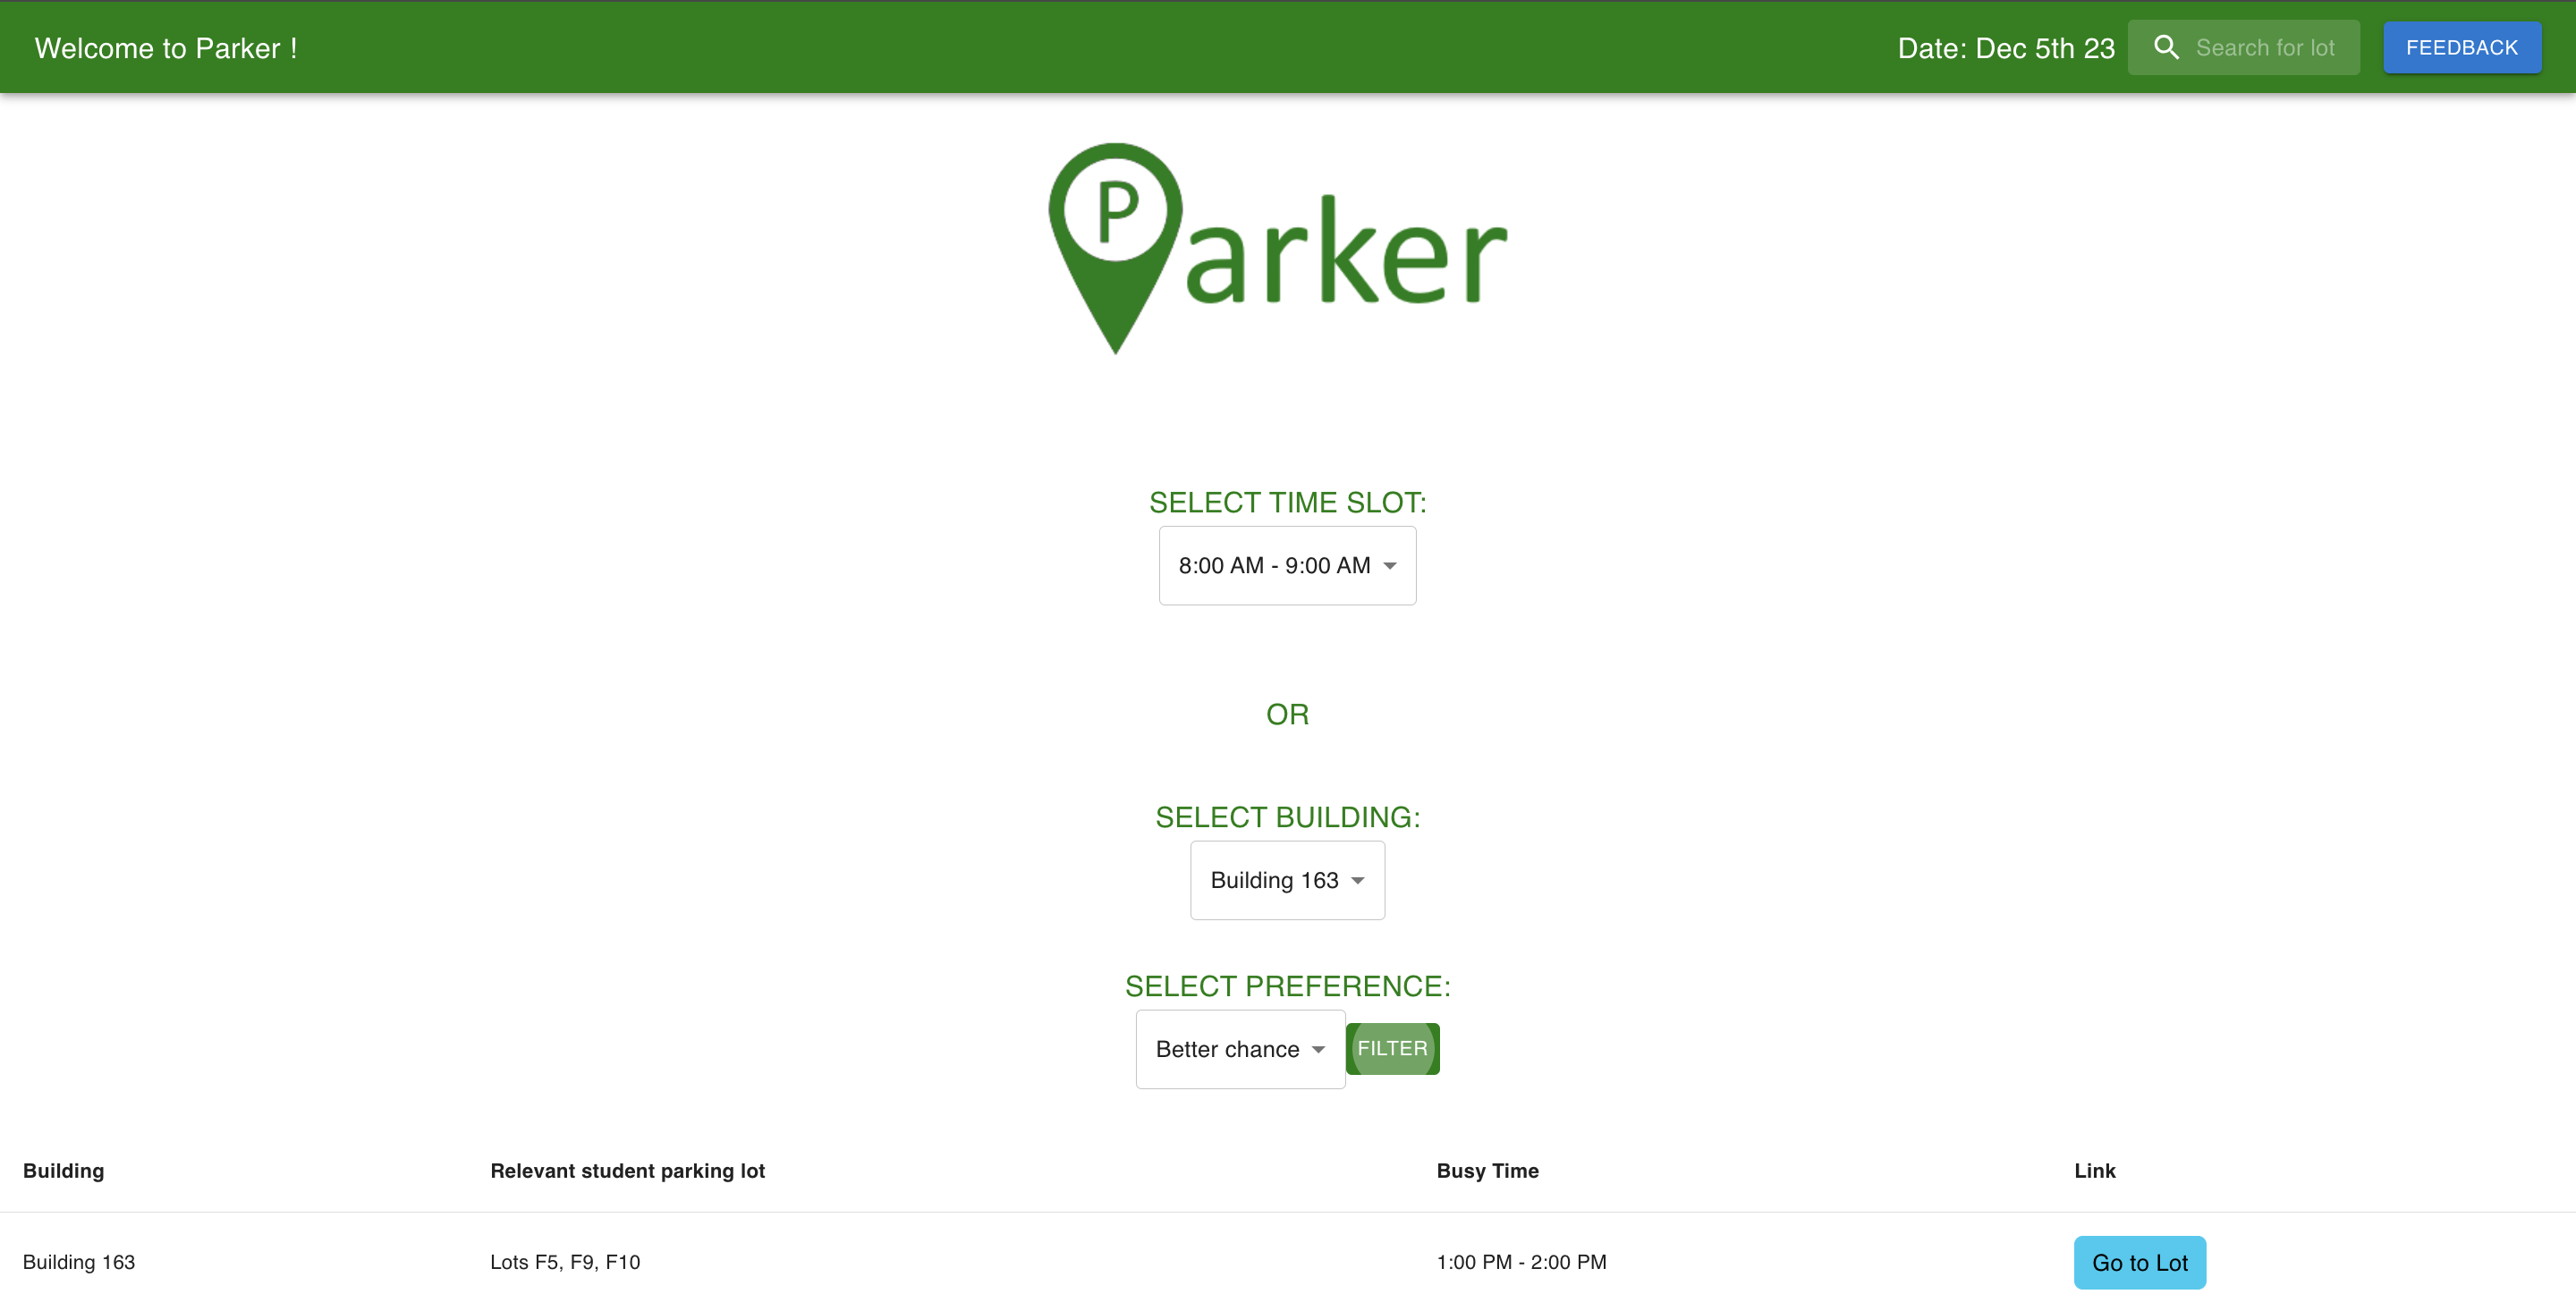 Welcome to Parker !
Date: Dec 5th 23
Search for lot
FEEDBACK
Parker
SELECT TIME SLOT:
8:00 AM - 9:00 AM
OR
SELECT BUILDING:
Building 163
SELECT PREFERENCE:
Better chance
FILTER
Building Relevant student parking lot Busy Time Link
Building 163 Lots F5, F9, F10 1:00 PM - 2:00 PM Go to Lot